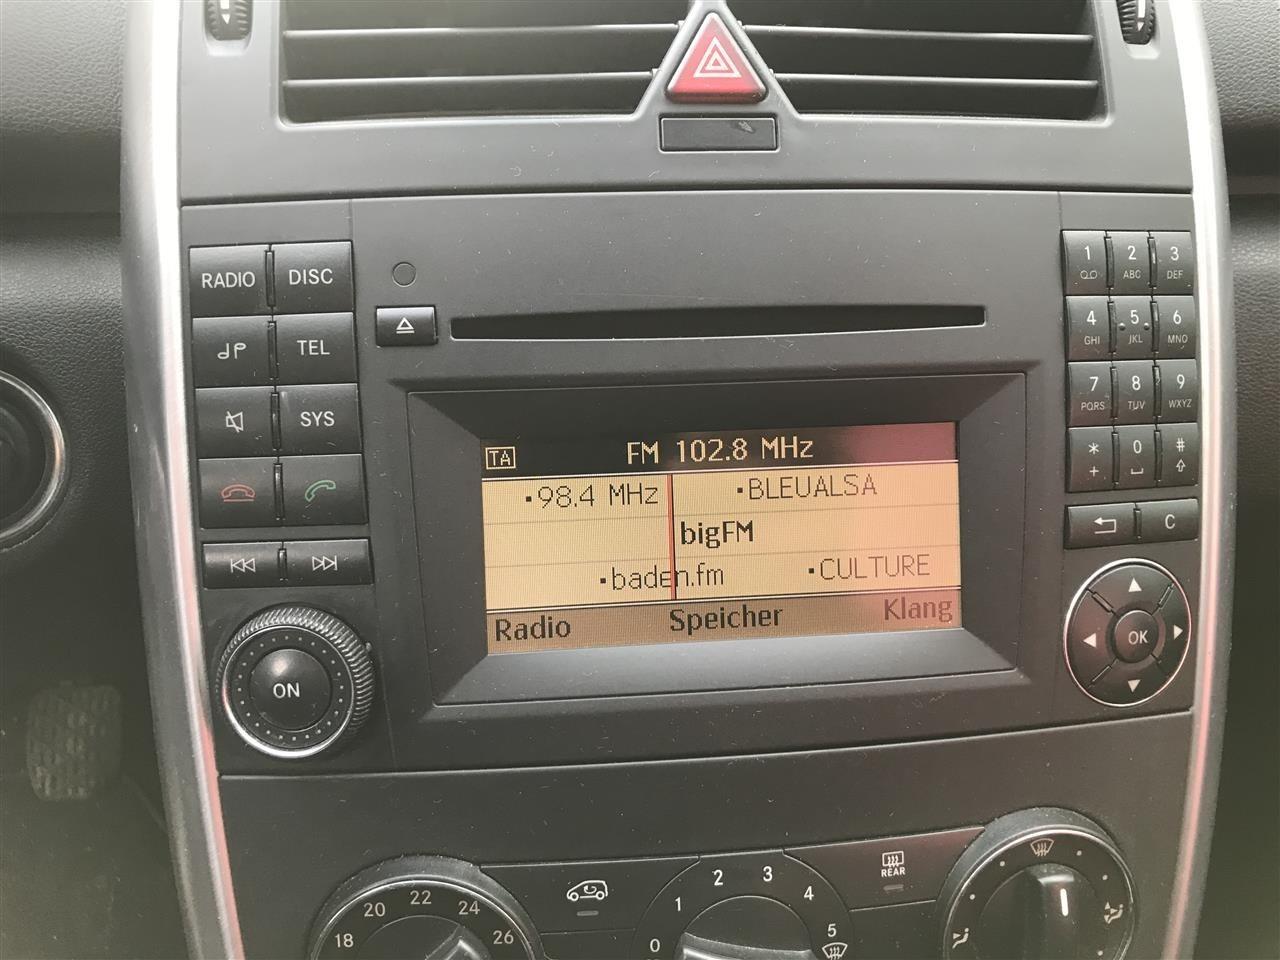 RADIO DISC
TEL
SYS
ON
TA FM 102.8 MHz
98.4 MHz BLEUALSA
bigFM
baden.fm CULTURE
Radio Speicher Klang
1 2 3
ABC DEF
4 5 6
GHI JKL MNO
7 8 9
PQRS TUV WXYZ
* 0 #
+
C
OK
18 20 22 24 26
0 1 2 3 4 5
REAR